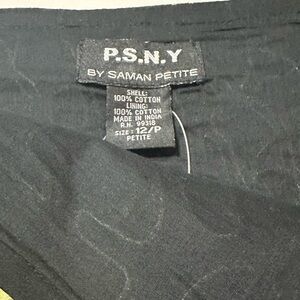 P.S.N.Y
BY SAMAN PETITE
SHELL:
100% COTTON
LINING:
100% COTTON
MADE IN INDIA
R.N. 99318
SIZE: 12/P
PETITE